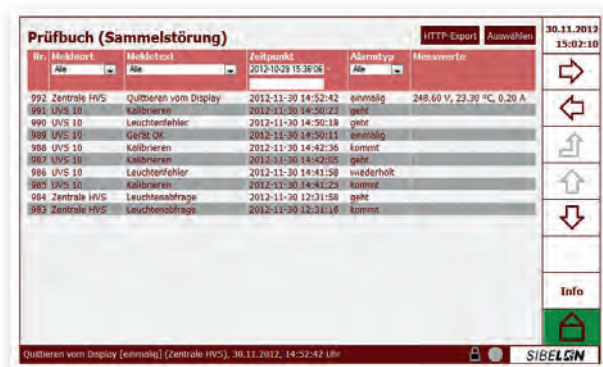 Prüfbuch (Sammelstörung) HTTP-Export Auswählen 30.11.2012
15:02:10
Nr. Meldeort Meldetext Zeitpunkt Alarmtyp Messwerte
Alle Alle 2012-10-29 15:38:06 - Alle
992 Zentrale HVS Quittieren vom Display 2012-11-30 14:52:42 einmalig 248.60 V, 23.30 °C, 0.20 A
991 UVS 10 Kalibrieren 2012-11-30 14:50:23 geht
990 UVS 10 Leuchtenfehler 2012-11-30 14:50:18 geht
989 UVS 10 Gerät OK 2012-11-30 14:50:11 einmalig
988 UVS 10 Kalibrieren 2012-11-30 14:42:36 kommt
987 UVS 10 Kalibrieren 2012-11-30 14:42:05 geht
986 UVS 10 Leuchtenfehler 2012-11-30 14:41:58 wiederholt
985 UVS 10 Kalibrieren 2012-11-30 14:41:25 kommt
984 Zentrale HVS Leuchtenabfrage 2012-11-30 12:31:58 geht
983 Zentrale HVS Leuchtenabfrage 2012-11-30 12:31:16 kommt
Info
Quittieren vom Display [einmalig] (Zentrale HVS), 30.11.2012, 14:52:42 Uhr SIBELON